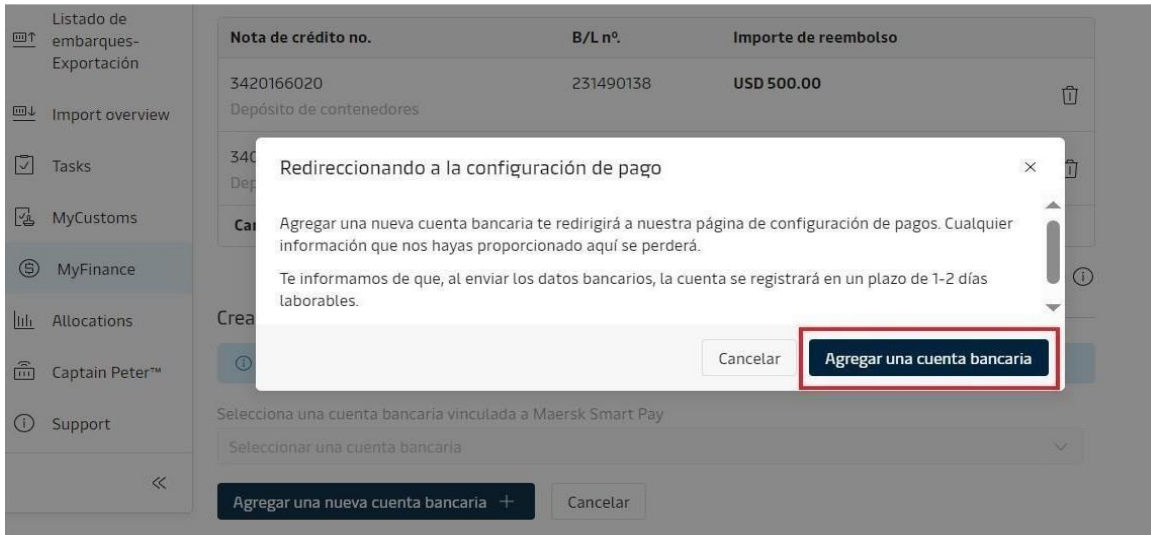 Listado de
embarques-
Exportación
Import overview
Tasks
MyCustoms
MyFinance
Allocations
Captain Peter™
Support
Nota de crédito no.
B/L nº.
Importe de reembolso
3420166020
231490138
USD 500.00
Depósito de contenedores
Redireccionando a la configuración de pago
Agregar una nueva cuenta bancaria te redirigirá a nuestra página de configuración de pagos. Cualquier
información que nos hayas proporcionado aquí se perderá.
Te informamos de que, al enviar los datos bancarios, la cuenta se registrará en un plazo de 1-2 días
laborables.
Cancelar
Agregar una cuenta bancaria
Selecciona una cuenta bancaria vinculada a Maersk Smart Pay
Seleccionar una cuenta bancaria
Agregar una nueva cuenta bancaria +
Cancelar